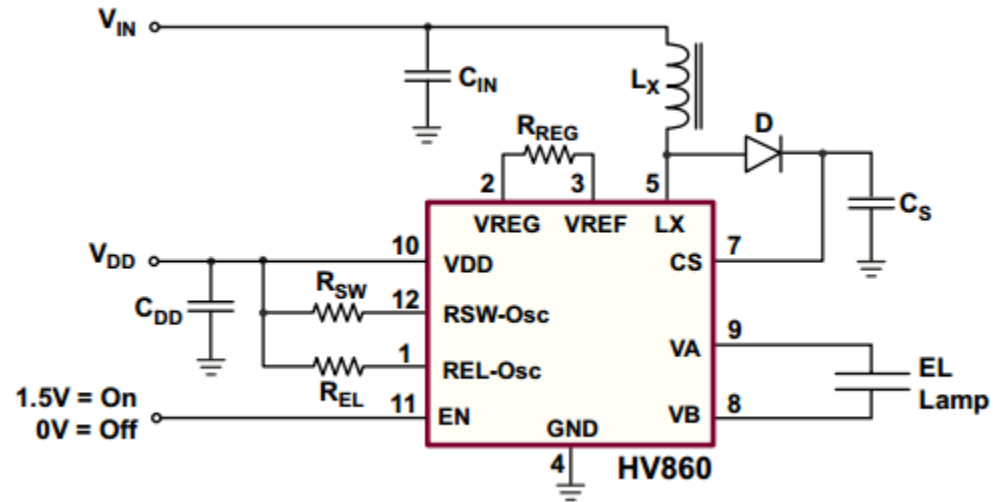 VIN
CIN
LX
D
RREG
2
3
5
CS
VREG
VREF
LX
VDD
10
VDD
CS
7
RSW
CDD
12
RSW-Osc
9
VA
1
REL-Osc
EL
Lamp
REL
1.5V = On
0V = Off
11
EN
VB
8
GND
4
HV860